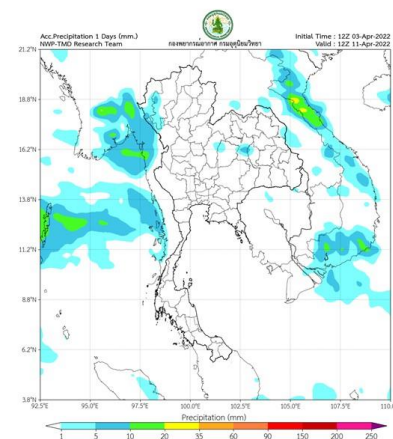 Acc.Precipitation 1 Days (mm.)
NWP-TMD Research Team
กองพยากรณ์อากาศ กรมอุตุนิยมวิทยา
Initial Time : 12Z 03-Apr-2022
Valid : 12Z 11-Apr-2022
21.2°N
18.8°N
16.2°N
13.8°N
11.2°N
8.8°N
6.2°N
3.8°N
92.5°E 95.0°E 97.5°E 100.0°E 102.5°E 105.0°E 107.5°E 110.0°E
Precipitation (mm.)
1 5 10 20 35 60 90 150 200 250